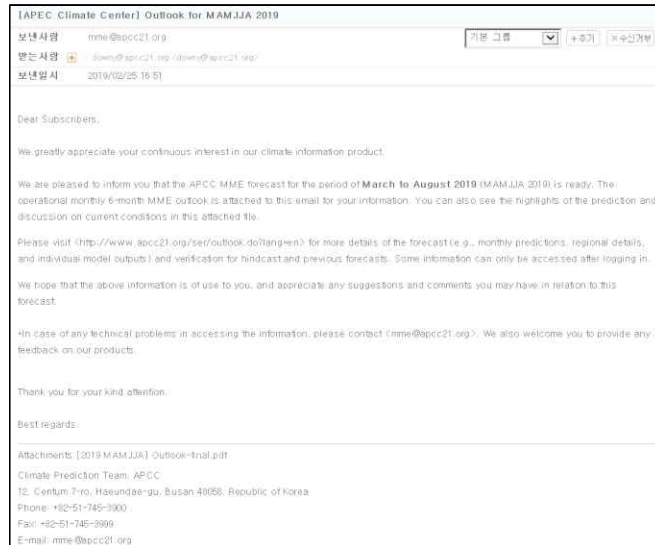 [APEC Climate Center] Outlook for MAMJJA 2019
보낸사람 mme@apcc21.org 기본 그룹 +추가 ×수신거부
받는사람 downy@apcc21.org <downy@apcc21.org>
보낸일시 2019/02/25 16:51
Dear Subscribers,
We greatly appreciate your continuous interest in our climate information product.
We are pleased to inform you that the APCC MME forecast for the period of March to August 2019 (MAMJJA 2019) is ready. The
operational monthly 6-month MME outlook is attached to this email for your information. You can also see the highlights of the prediction and
discussion on current conditions in this attached file.
Please visit <http://www.apcc21.org/ser/outlook.do?lang=en> for more details of the forecast (e.g., monthly predictions, regional details,
and individual model outputs) and verification for hindcast and previous forecasts. Some information can only be accessed after logging in.
We hope that the above information is of use to you, and appreciate any suggestions and comments you may have in relation to this
forecast.
*In case of any technical problems in accessing the information, please contact <mme@apcc21.org>. We also welcome you to provide any
feedback on our products.
Thank you for your kind attention.
Best regards,
Attachments [2019 MAMJJA] Outlook-final.pdf
Climate Prediction Team, APCC
12, Centum 7-ro, Haeundae-gu, Busan 48058, Republic of Korea
Phone: +82-51-745-3900
Fax: +82-51-745-3999
E-mail: mme@apcc21.org